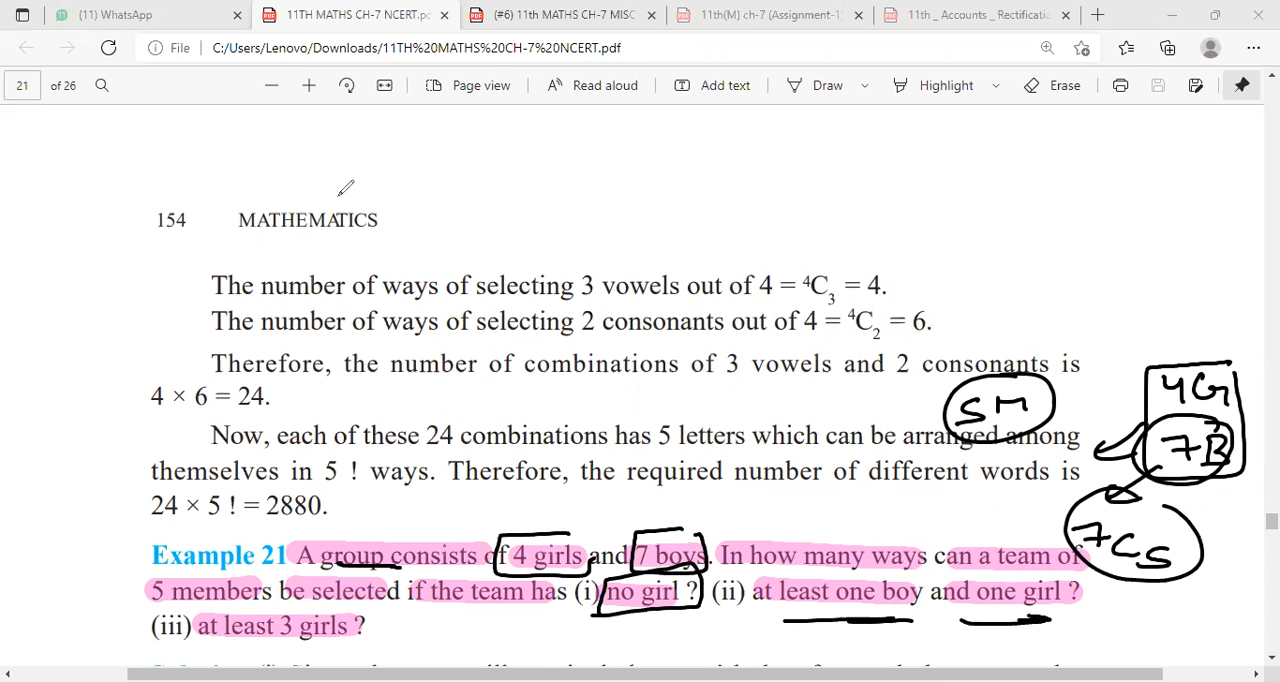 (11) WhatsApp
11TH MATHS CH-7 NCERT.pd
(#6) 11th MATHS CH-7 MISC
11th(M) ch-7 (Assignment-1)
11th _ Accounts _ Rectificati
File
C:/Users/Lenovo/Downloads/11TH%20MATHS%20CH-7%20NCERT.pdf
21 of 26
Page view
Read aloud
Add text
Draw
Highlight
Erase
154 MATHEMATICS
The number of ways of selecting 3 vowels out of 4 = ⁴C₃ = 4.
The number of ways of selecting 2 consonants out of 4 = ⁴C₂ = 6.
Therefore, the number of combinations of 3 vowels and 2 consonants is
4 × 6 = 24.
5M
4G
7B
Now, each of these 24 combinations has 5 letters which can be arranged among
themselves in 5 ! ways. Therefore, the required number of different words is
24 × 5 ! = 2880.
7C5
Example 21 A group consists of 4 girls and 7 boys. In how many ways can a team of
5 members be selected if the team has (i) no girl ? (ii) at least one boy and one girl ?
(iii) at least 3 girls ?